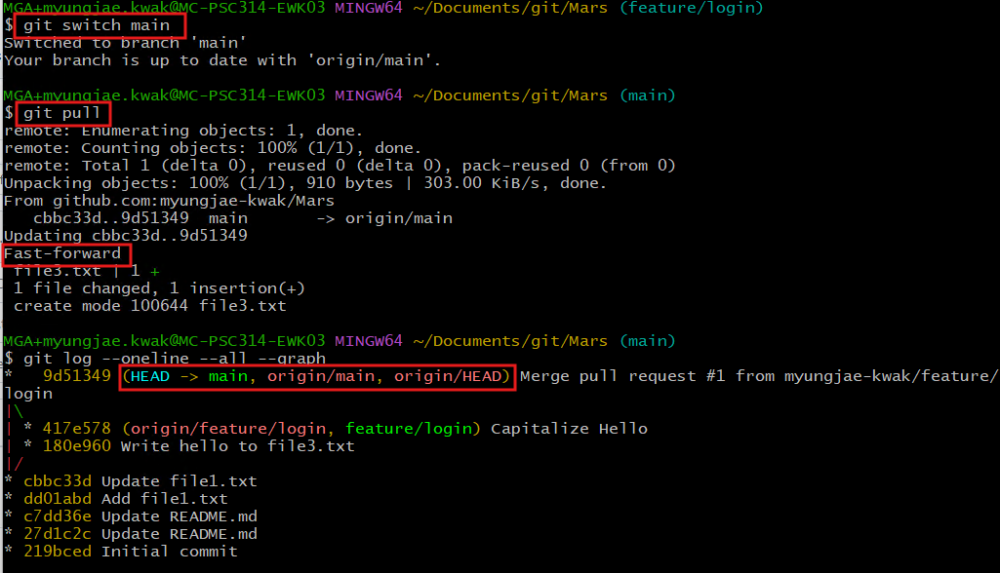 MGA+myungjae.kwak@MC-PSC314-EWK03 MINGW64 ~/Documents/git/Mars (feature/login)
$ git switch main
Switched to branch 'main'
Your branch is up to date with 'origin/main'.
MGA+myungjae.kwak@MC-PSC314-EWK03 MINGW64 ~/Documents/git/Mars (main)
$ git pull
remote: Enumerating objects: 1, done.
remote: Counting objects: 100% (1/1), done.
remote: Total 1 (delta 0), reused 0 (delta 0), pack-reused 0 (from 0)
Unpacking objects: 100% (1/1), 910 bytes | 303.00 KiB/s, done.
From github.com:myungjae-kwak/Mars
   cbbc33d..9d51349  main       -> origin/main
Updating cbbc33d..9d51349
Fast-forward
 file3.txt | 1 +
 1 file changed, 1 insertion(+)
 create mode 100644 file3.txt
MGA+myungjae.kwak@MC-PSC314-EWK03 MINGW64 ~/Documents/git/Mars (main)
$ git log --oneline --all --graph
*   9d51349 (HEAD -> main, origin/main, origin/HEAD) Merge pull request #1 from myungjae-kwak/feature/
login
|\
| * 417e578 (origin/feature/login, feature/login) Capitalize Hello
| * 180e960 Write hello to file3.txt
|/
* cbbc33d Update file1.txt
* dd01abd Add file1.txt
* c7dd36e Update README.md
* 27d1c2c Update README.md
* 219bced Initial commit